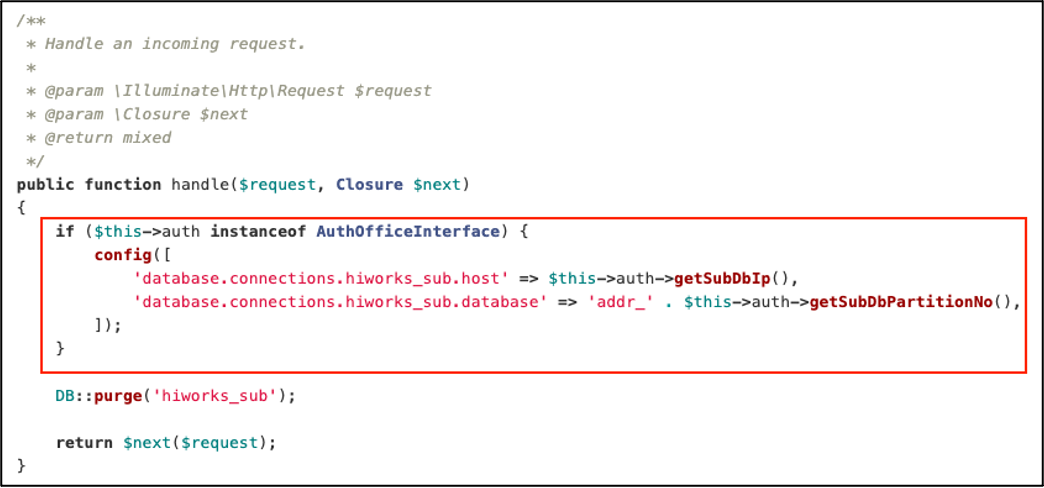 /**
 * Handle an incoming request.
 *
 * @param \Illuminate\Http\Request $request
 * @param \Closure $next
 * @return mixed
 */
public function handle($request, Closure $next)
{
    if ($this->auth instanceof AuthOfficeInterface) {
        config([
            'database.connections.hiworks_sub.host' => $this->auth->getSubDbIp(),
            'database.connections.hiworks_sub.database' => 'addr_' . $this->auth->getSubDbPartitionNo(),
        ]);
    }
    DB::purge('hiworks_sub');
    return $next($request);
}